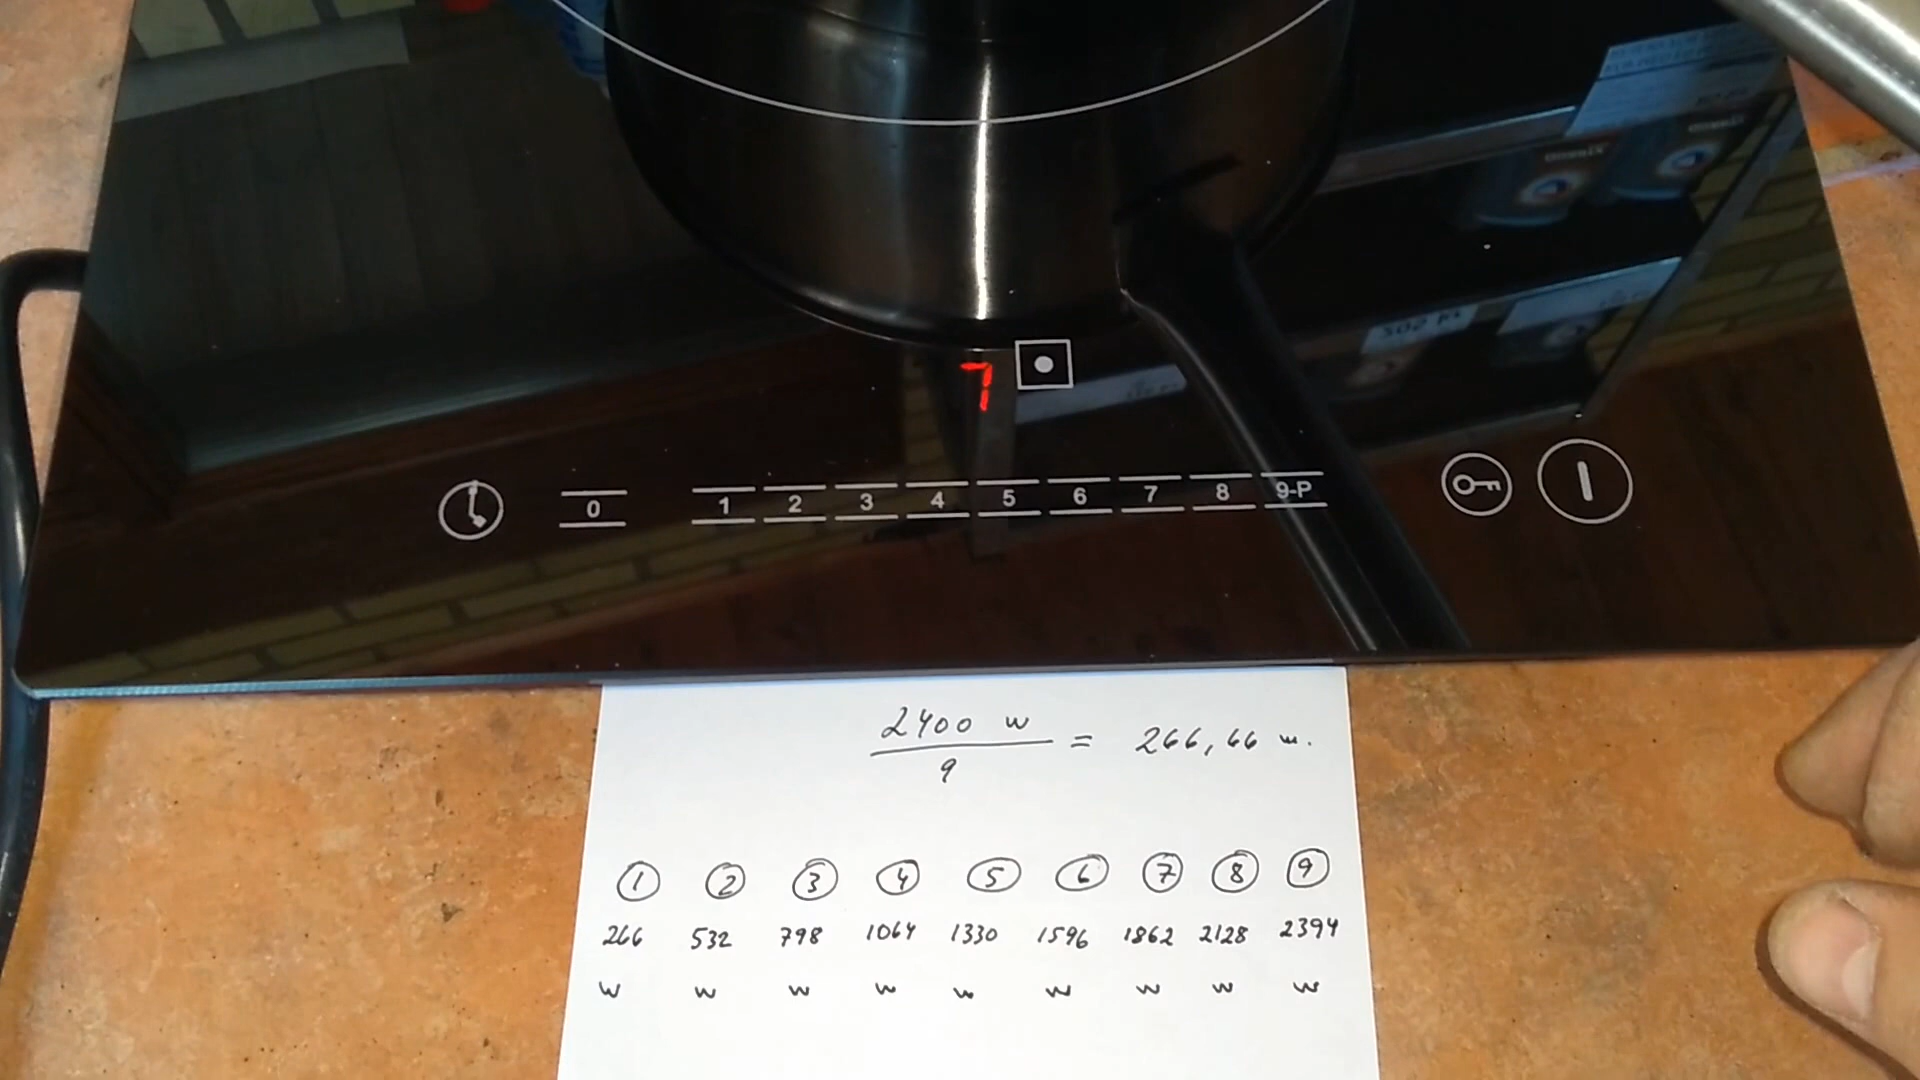 7
0 1 2 3 4 5 6 7 8 9-P
2400 w
9
= 266,66 w.
1 2 3 4 5 6 7 8 9
266 532 798 1064 1330 1596 1862 2128 2394
w w w w w w w w w